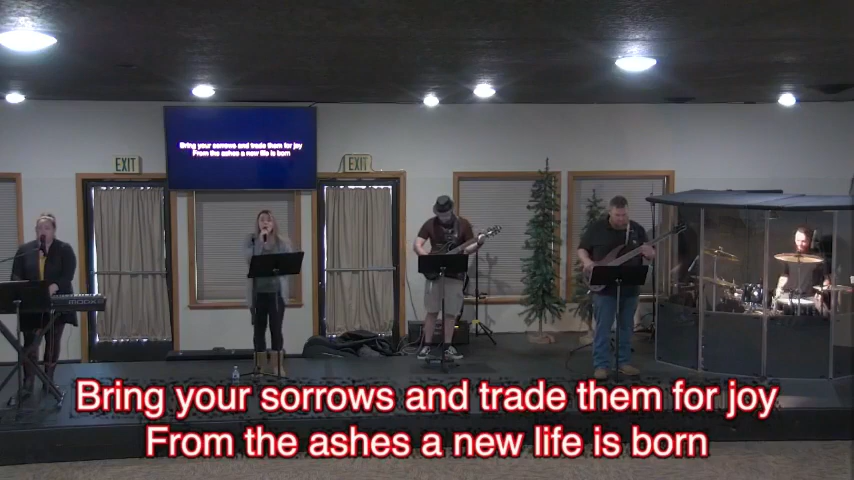 EXIT
EXIT
Bring your sorrows and trade them for joy
From the ashes a new life is born
MODX
Bring your sorrows and trade them for joy
From the ashes a new life is born